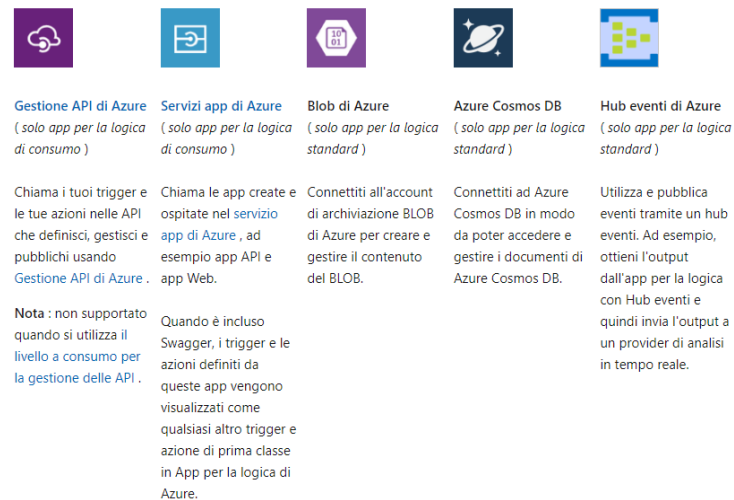 10
01
Gestione API di Azure
( solo app per la logica
di consumo )
Chiama i tuoi trigger e
le tue azioni nelle API
che definisci, gestisci e
pubblichi usando
Gestione API di Azure .
Nota : non supportato
quando si utilizza il
livello a consumo per
la gestione delle API .
Servizi app di Azure
( solo app per la logica
di consumo )
Chiama le app create e
ospitate nel servizio
app di Azure , ad
esempio app API e
app Web.
Quando è incluso
Swagger, i trigger e le
azioni definiti da
queste app vengono
visualizzati come
qualsiasi altro trigger e
azione di prima classe
in App per la logica di
Azure.
Blob di Azure
( solo app per la logica
standard )
Connettiti all'account
di archiviazione BLOB
di Azure per creare e
gestire il contenuto
del BLOB.
Azure Cosmos DB
( solo app per la logica
standard )
Connettiti ad Azure
Cosmos DB in modo
da poter accedere e
gestire i documenti di
Azure Cosmos DB.
Hub eventi di Azure
( solo app per la logica
standard )
Utilizza e pubblica
eventi tramite un hub
eventi. Ad esempio,
ottieni l'output
dall'app per la logica
con Hub eventi e
quindi invia l'output a
un provider di analisi
in tempo reale.